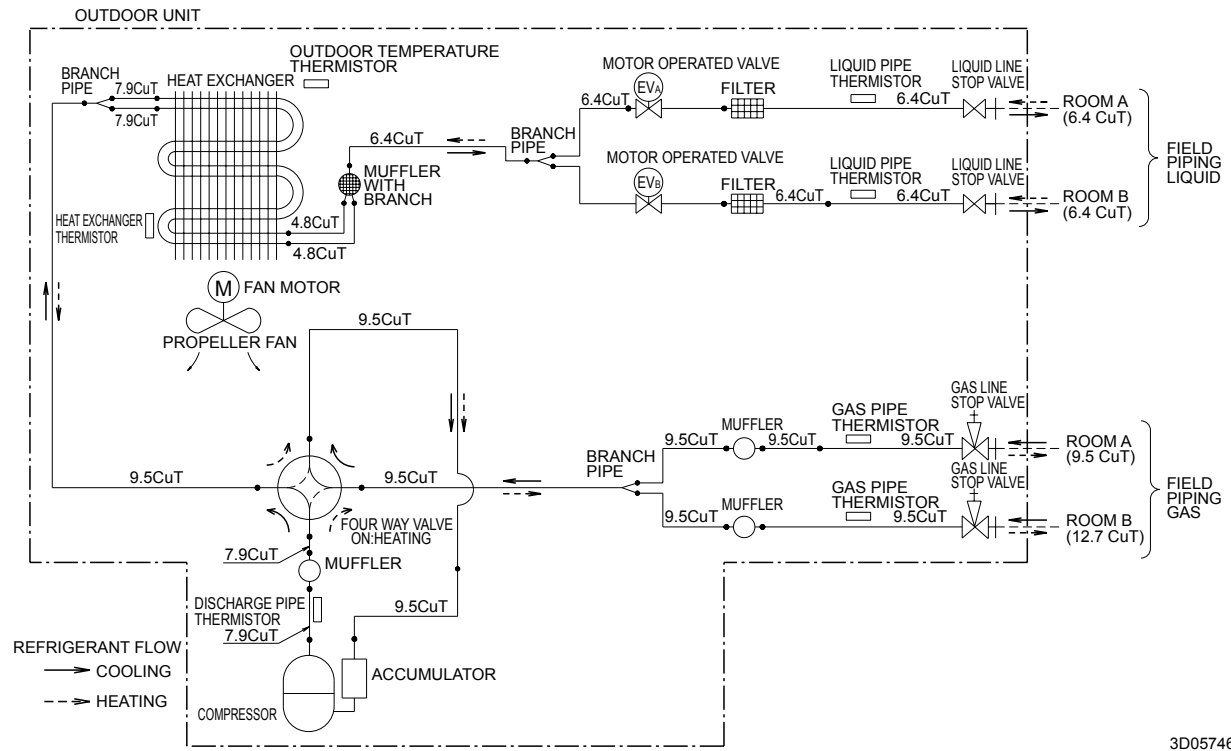 OUTDOOR UNIT
OUTDOOR TEMPERATURE
THERMISTOR
BRANCH
PIPE
7.9CuT
7.9CuT
HEAT EXCHANGER
HEAT EXCHANGER
THERMISTOR
4.8CuT
4.8CuT
MUFFLER
WITH
BRANCH
6.4CuT
BRANCH
PIPE
MOTOR OPERATED VALVE
EVA
6.4CuT
FILTER
LIQUID PIPE
THERMISTOR
6.4CuT
LIQUID LINE
STOP VALVE
ROOM A
(6.4 CuT)
MOTOR OPERATED VALVE
EVB
FILTER
6.4CuT
LIQUID PIPE
THERMISTOR
6.4CuT
LIQUID LINE
STOP VALVE
ROOM B
(6.4 CuT)
FIELD
PIPING
LIQUID
M
FAN MOTOR
PROPELLER FAN
9.5CuT
9.5CuT
9.5CuT
FOUR WAY VALVE
ON:HEATING
BRANCH
PIPE
9.5CuT
MUFFLER
9.5CuT
GAS PIPE
THERMISTOR
9.5CuT
GAS LINE
STOP VALVE
ROOM A
(9.5 CuT)
9.5CuT
MUFFLER
GAS PIPE
THERMISTOR
9.5CuT
GAS LINE
STOP VALVE
ROOM B
(12.7 CuT)
FIELD
PIPING
GAS
7.9CuT
MUFFLER
DISCHARGE PIPE
THERMISTOR
7.9CuT
9.5CuT
ACCUMULATOR
COMPRESSOR
REFRIGERANT FLOW
COOLING
HEATING
3D05746